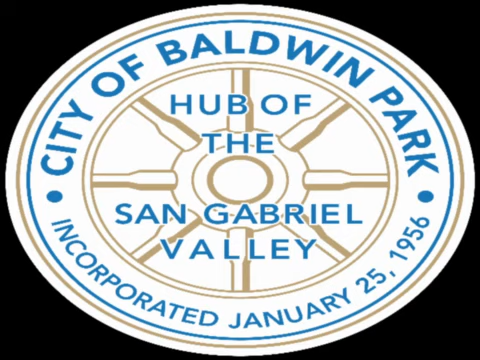 CITY OF BALDWIN PARK
HUB OF
THE
SAN GABRIEL
VALLEY
INCORPORATED JANUARY 25, 1956